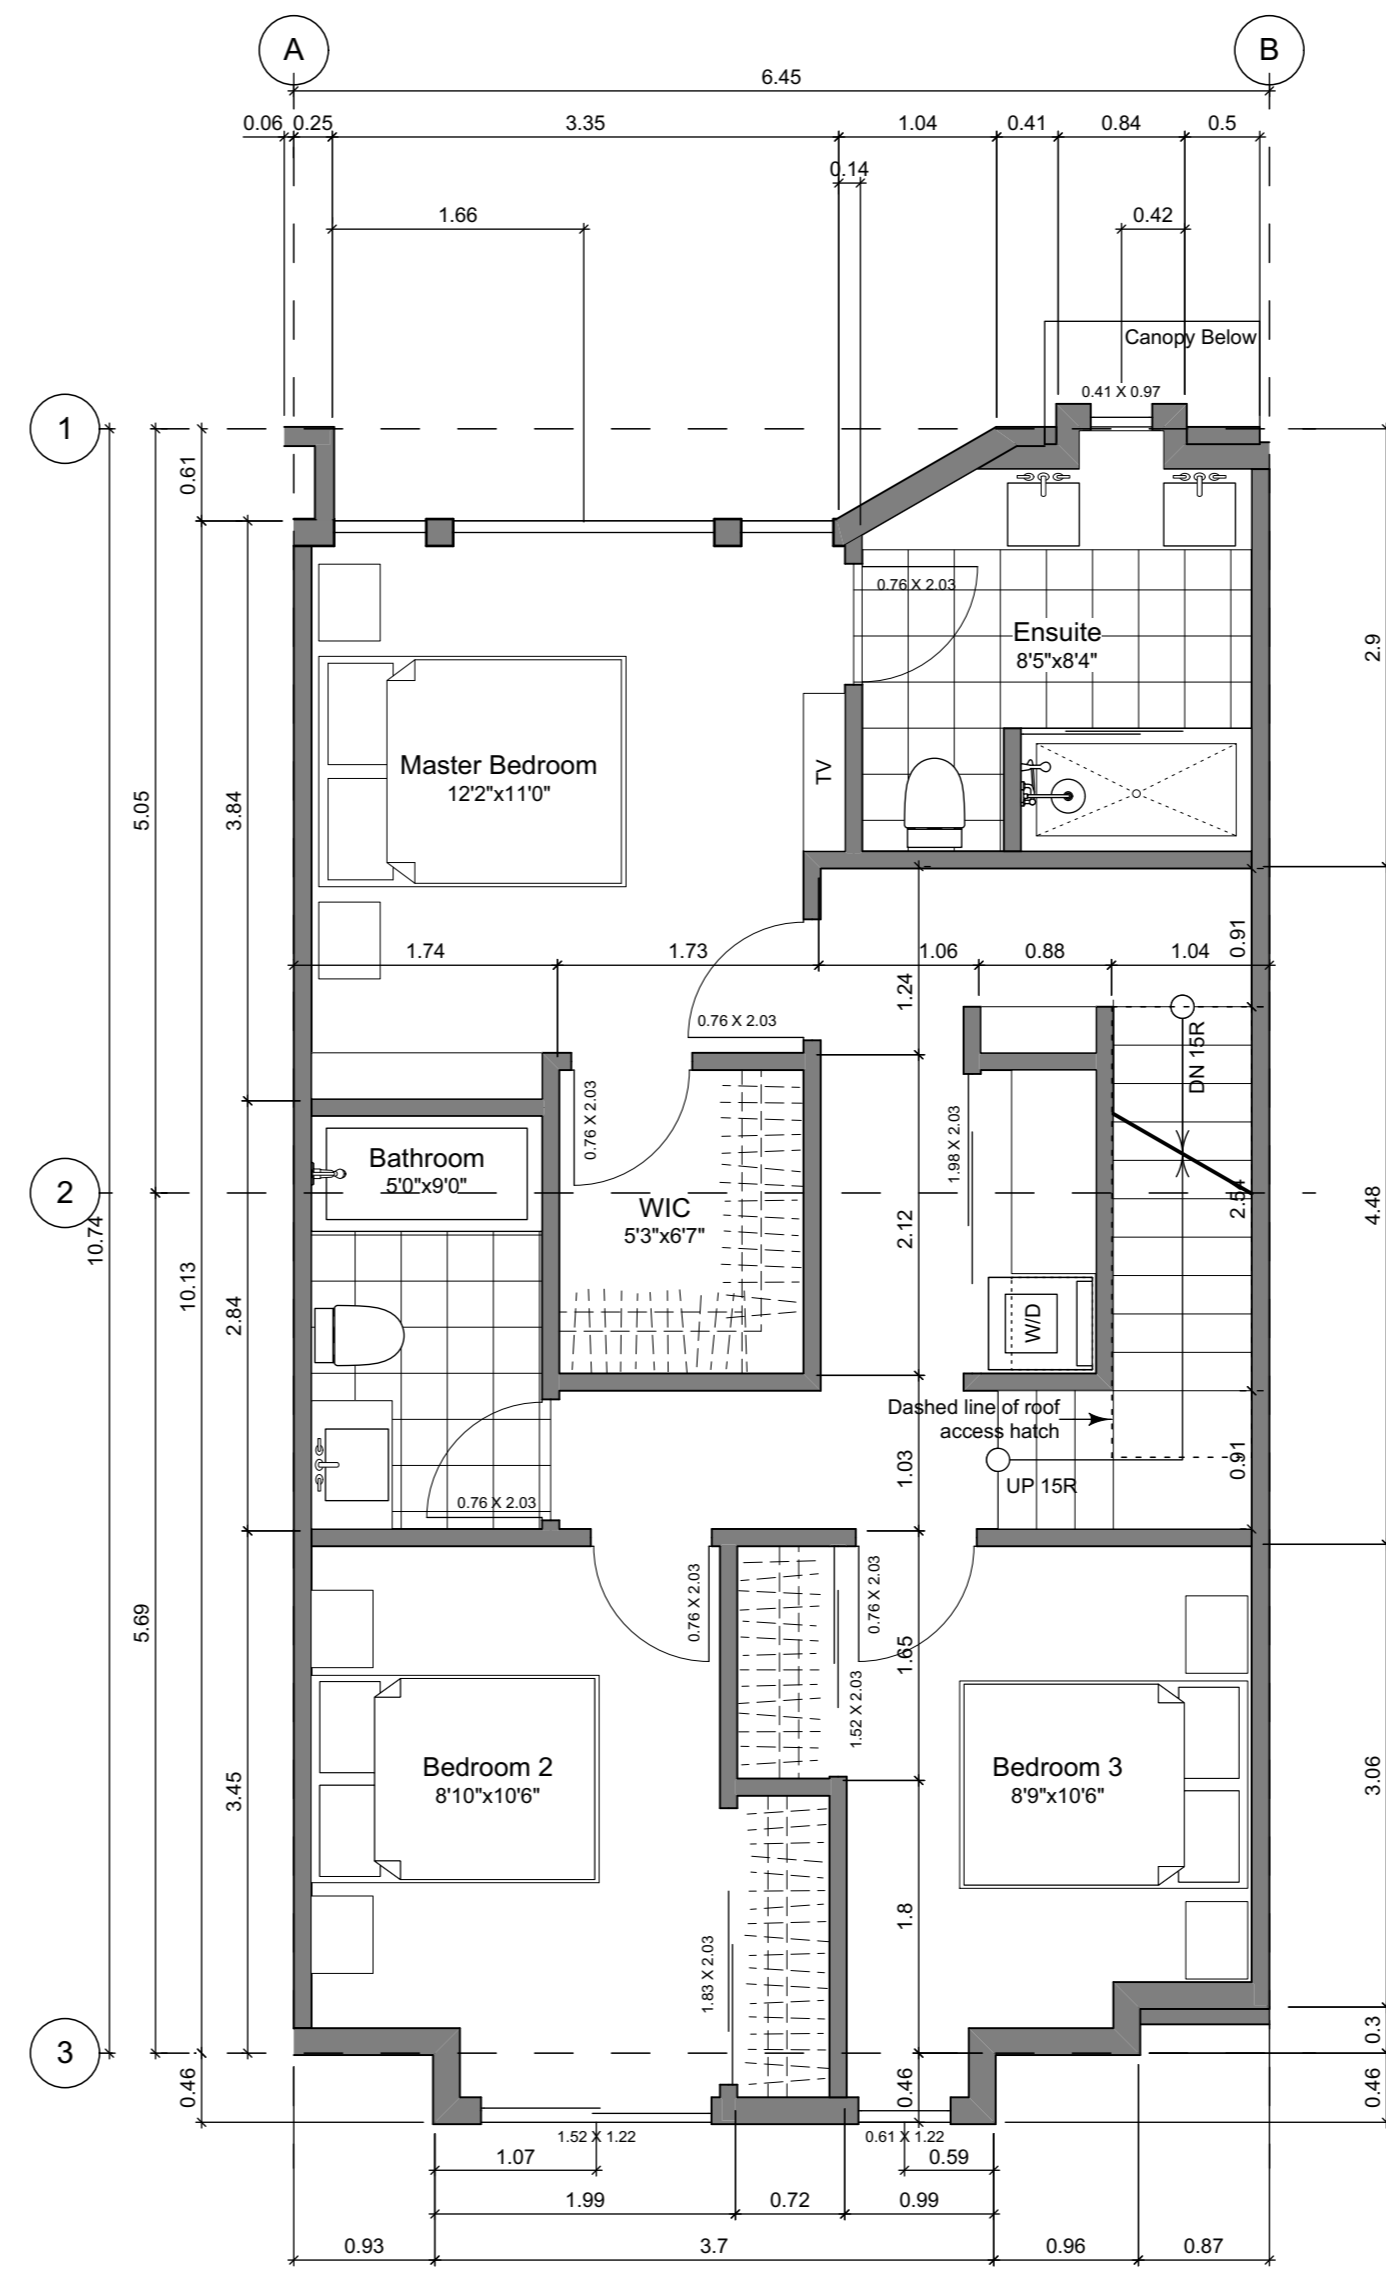 A
B
6.45
0.06
0.25
3.35
1.04
0.41
0.84
0.5
0.14
1.66
0.42
Canopy Below
0.41 X 0.97
1
0.61
0.76 X 2.03
Ensuite
8'5"x8'4"
2.9
Master Bedroom
12'2"x11'0"
TV
5.05
3.84
1.74
1.73
1.06
0.88
1.04
0.91
1.24
0.76 X 2.03
DN 15R
0.76 X 2.03
1.98 X 2.03
Bathroom
5'0"x9'0"
2
WIC
5'3"x6'7"
2.54
4.48
10.74
10.13
2.12
2.84
W/D
Dashed line of roof
access hatch
0.91
1.03
UP 15R
0.76 X 2.03
0.76 X 2.03
0.76 X 2.03
5.69
1.65
1.52 X 2.03
Bedroom 2
8'10"x10'6"
Bedroom 3
8'9"x10'6"
3.45
3.06
1.8
1.83 X 2.03
0.3
3
0.46
0.46
0.46
1.52 X 1.22
0.61 X 1.22
1.07
0.59
1.99
0.72
0.99
0.93
3.7
0.96
0.87